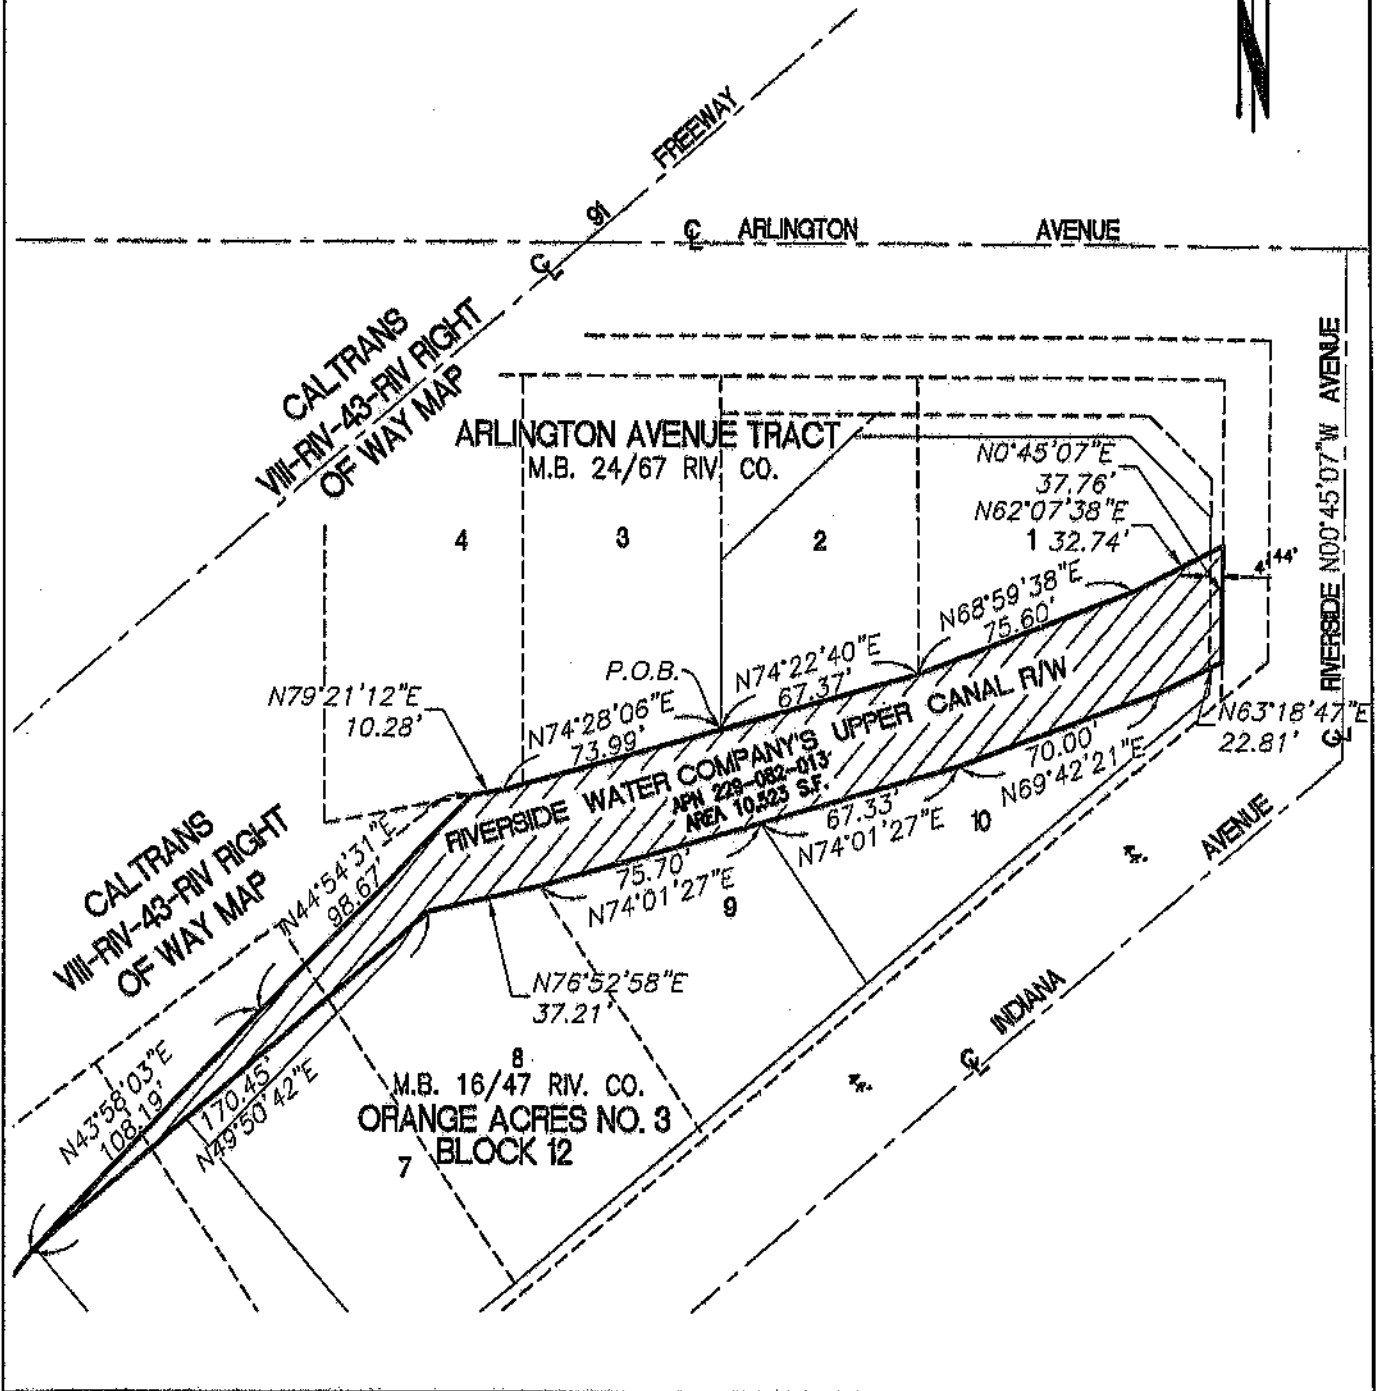 N
FREEWAY
91
C̲L ARLINGTON AVENUE
CL
CALTRANS
VIII-RIV-43-RIV RIGHT
OF WAY MAP
RIVERSIDE N00°45'07"W AVENUE
CL
ARLINGTON AVENUE TRACT
M.B. 24/67 RIV. CO.
N0°45'07"E
37.76'
N62°07'38"E
32.74'
4
3
2
1
4'
44'
N68°59'38"E
75.60'
P.O.B.
N74°22'40"E
67.37'
N79°21'12"E
10.28'
N74°28'06"E
73.99'
RIVERSIDE WATER COMPANY'S UPPER CANAL R/W
APN 229-082-013
AREA 10,523 S.F.
N63°18'47"E
22.81'
70.00'
N69°42'21"E
67.33'
N74°01'27"E
10
75.70'
N74°01'27"E
9
CALTRANS
VIII-RIV-43-RIV RIGHT
OF WAY MAP
N44°54'31"E
98.67'
N76°52'58"E
37.21'
INDIANA AVENUE
CL
8
M.B. 16/47 RIV. CO.
ORANGE ACRES NO. 3
BLOCK 12
7
N43°58'03"E
108.19'
170.45'
N49°50'42"E